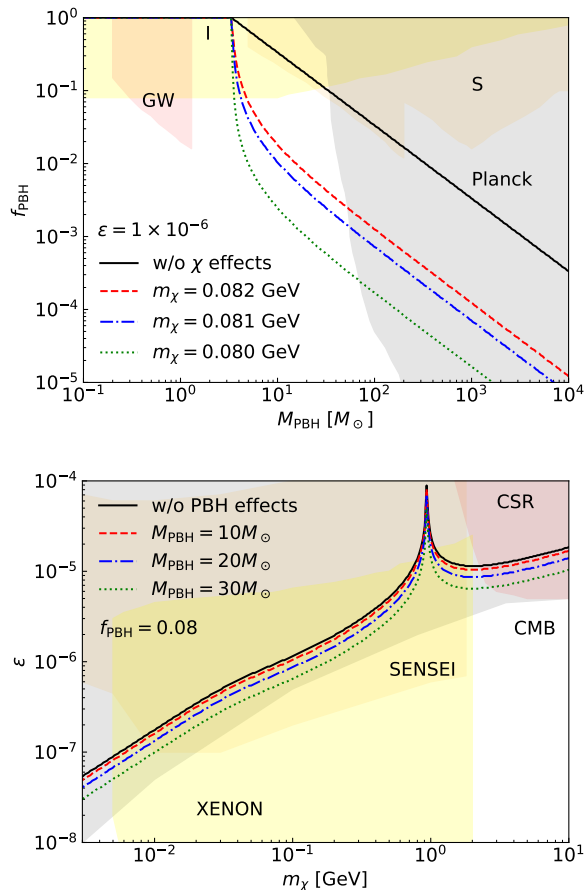 10^0
10^-1
10^-2
10^-3
10^-4
10^-5
f_PBH
I
GW
S
Planck
ε = 1 × 10^-6
w/o χ effects
m_χ = 0.082 GeV
m_χ = 0.081 GeV
m_χ = 0.080 GeV
10^-1 10^0 10^1 10^2 10^3 10^4
M_PBH [M_⊙]
10^-4
10^-5
10^-6
10^-7
10^-8
ε
w/o PBH effects
M_PBH = 10M_⊙
M_PBH = 20M_⊙
M_PBH = 30M_⊙
f_PBH = 0.08
CSR
CMB
SENSEI
XENON
10^-2 10^-1 10^0 10^1
m_χ [GeV]